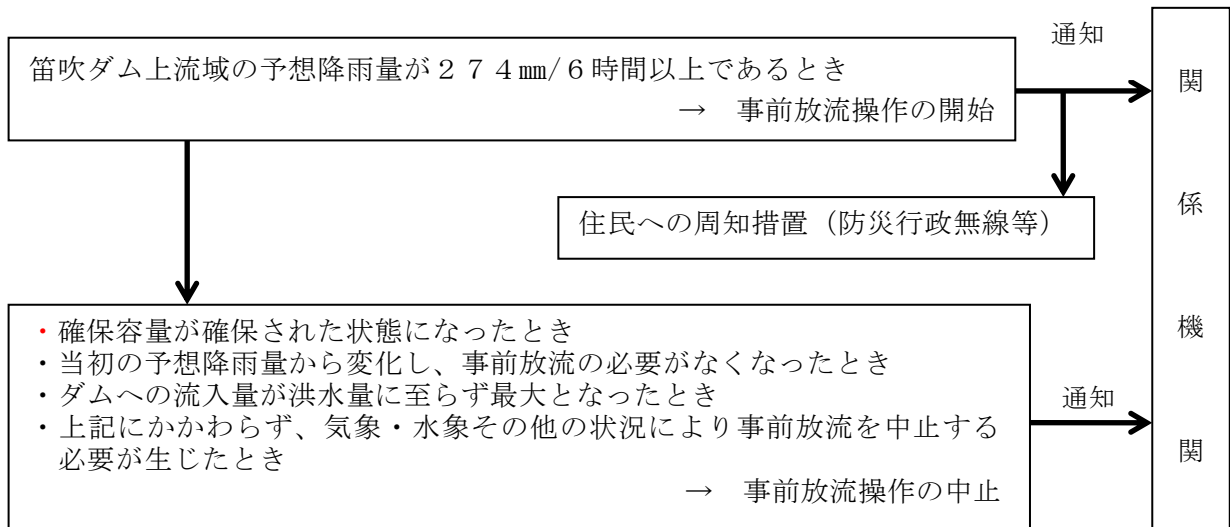 通知
笛吹ダム上流域の予想降雨量が２７４㎜/６時間以上であるとき
→　事前放流操作の開始
住民への周知措置（防災行政無線等）
・確保容量が確保された状態になったとき
・当初の予想降雨量から変化し、事前放流の必要がなくなったとき
・ダムへの流入量が洪水量に至らず最大となったとき
・上記にかかわらず、気象・水象その他の状況により事前放流を中止する
必要が生じたとき
→　事前放流操作の中止
通知
関係機関